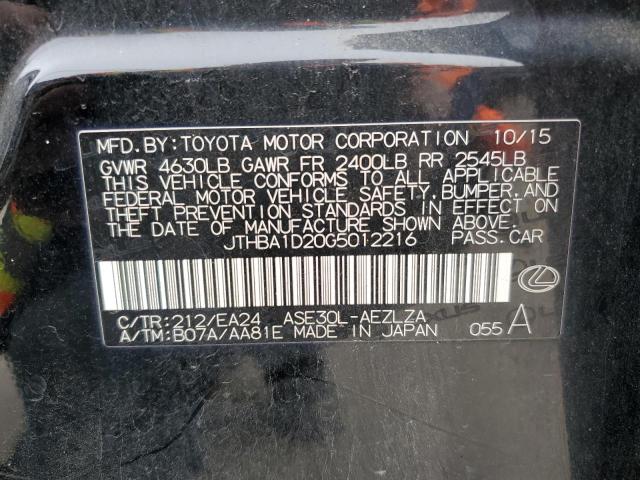 MFD. BY: TOYOTA MOTOR CORPORATION 10/15
GVWR 4630LB GAWR FR 2400LB RR 2545LB
THIS VEHICLE CONFORMS TO ALL APPLICABLE
FEDERAL MOTOR VEHICLE SAFETY, BUMPER, AND
THEFT PREVENTION STANDARDS IN EFFECT ON
THE DATE OF MANUFACTURE SHOWN ABOVE.
JTHBA1D20G5012216 PASS. CAR
C/TR: 212/EA24 ASE30L-AEZLZA
A/TM: B07A/AA81E MADE IN JAPAN 055 A